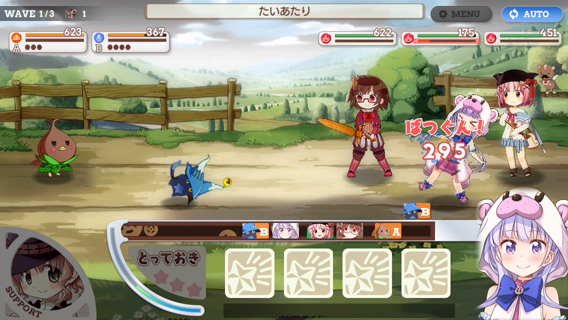 WAVE 1/3
1
たいあたり
MENU
AUTO
623
A
367
B
622
175
451
ばつぐん!
295
B
B
A
とっておき
SUPPORT